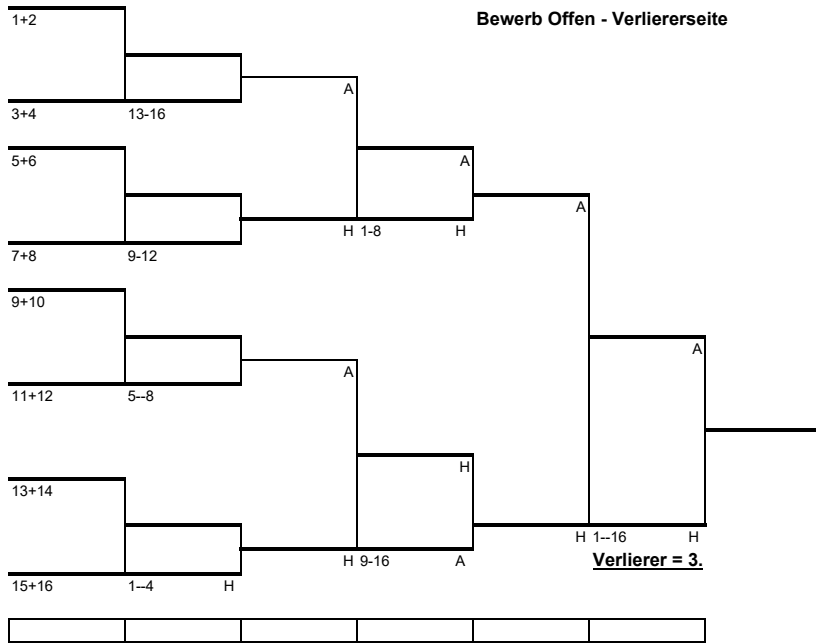 Bewerb Offen - Verliererseite
1+2
A
3+4 13-16
5+6 A
A
H 1-8 H
7+8 9-12
9+10
A
A
11+12 5--8
H
13+14
H 1--16 H
H 9-16 A Verlierer = 3.
15+16 1--4 H